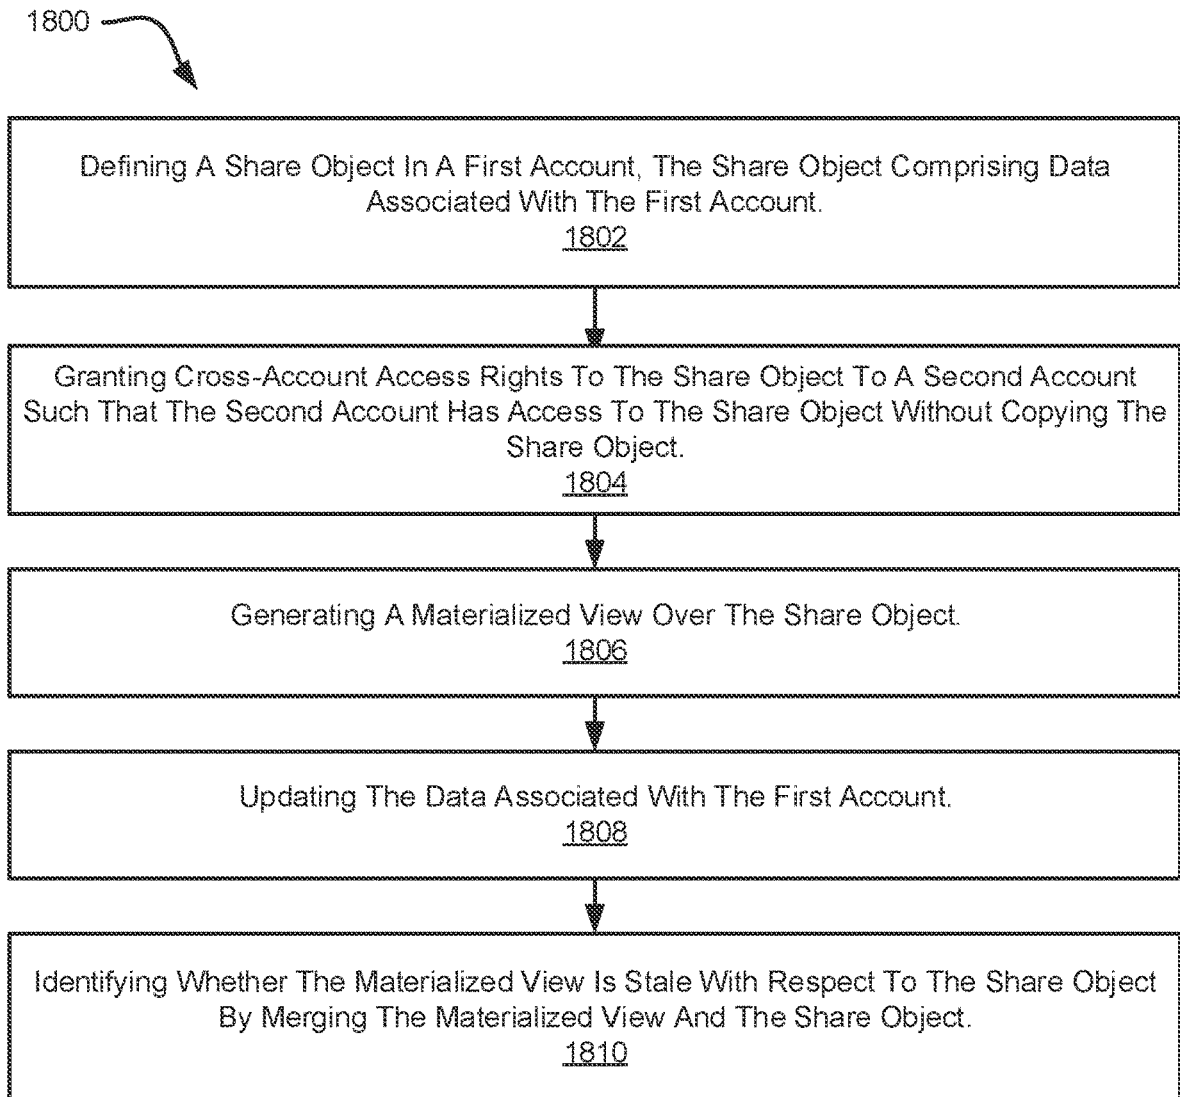 1800
Defining A Share Object In A First Account, The Share Object Comprising Data
Associated With The First Account.
1802
Granting Cross-Account Access Rights To The Share Object To A Second Account
Such That The Second Account Has Access To The Share Object Without Copying The
Share Object.
1804
Generating A Materialized View Over The Share Object.
1806
Updating The Data Associated With The First Account.
1808
Identifying Whether The Materialized View Is Stale With Respect To The Share Object
By Merging The Materialized View And The Share Object.
1810